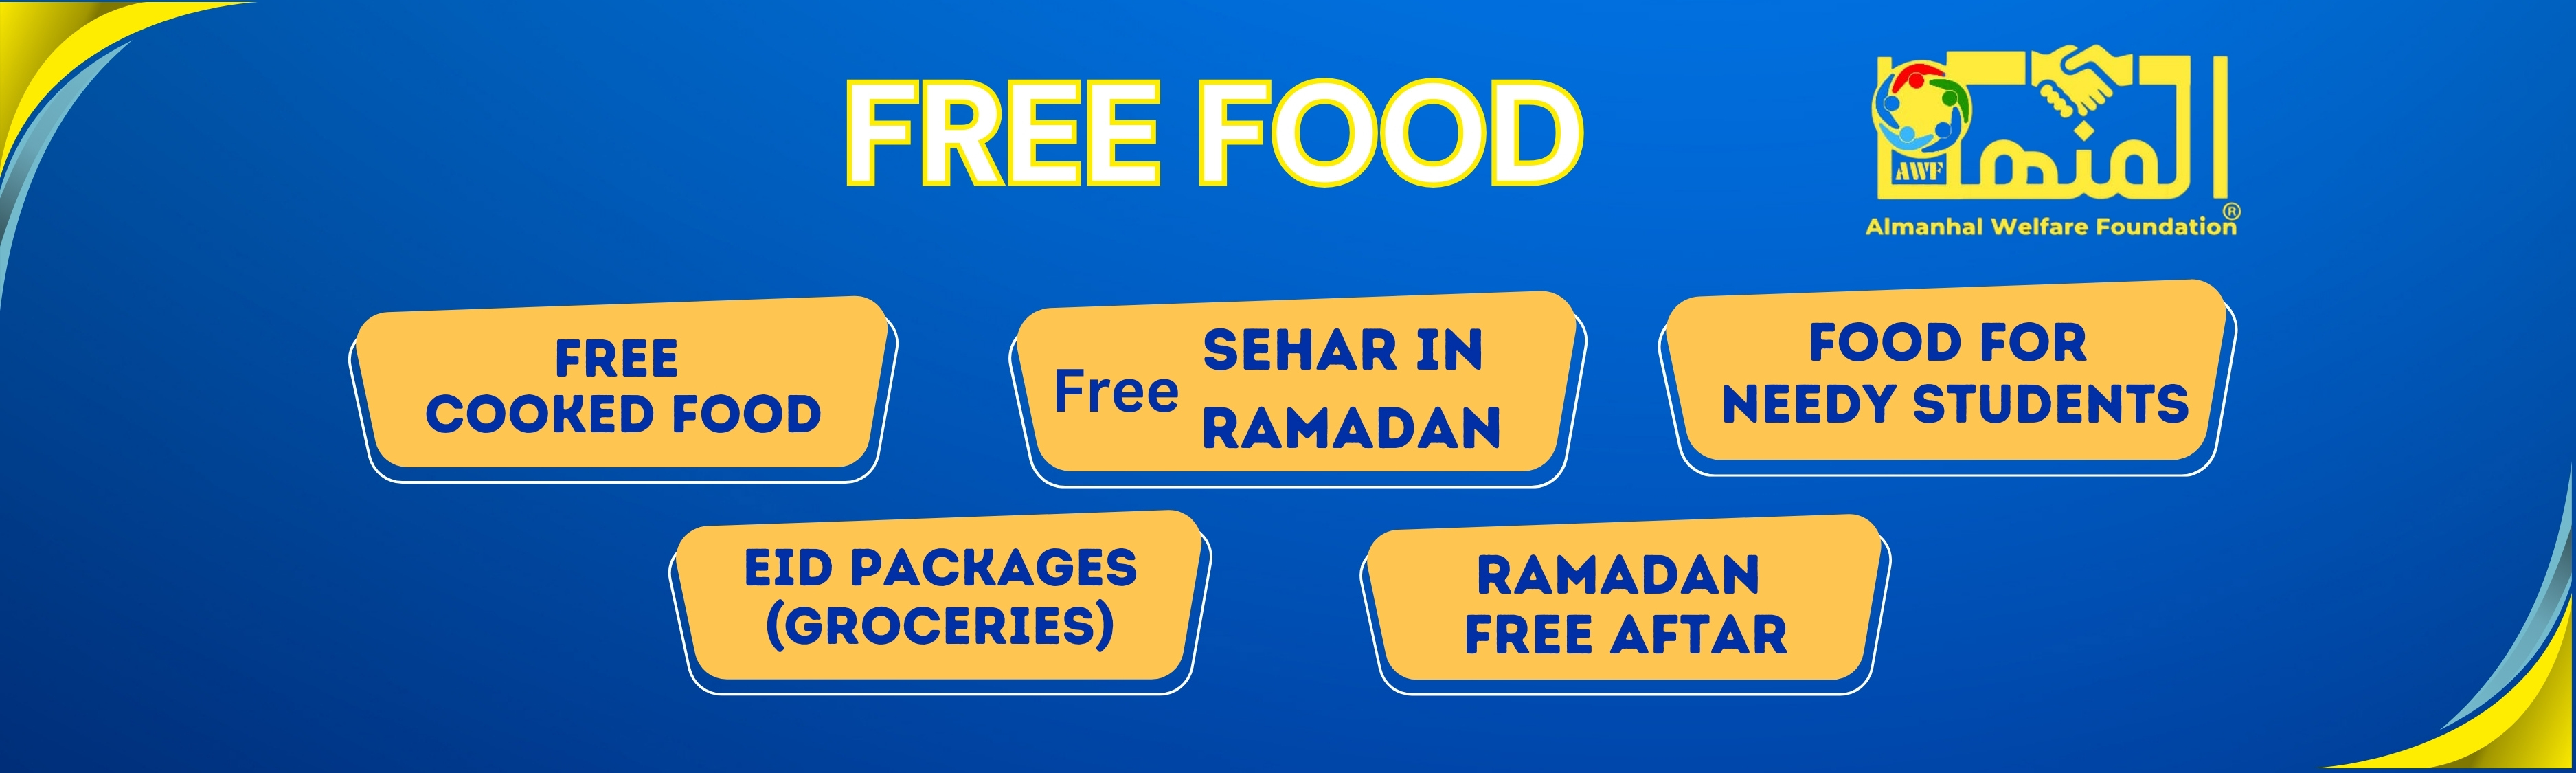 FREE FOOD
المنهل
AWF
Almanhal Welfare Foundation®
FREE
COOKED FOOD
Free
SEHAR IN
RAMADAN
FOOD FOR
NEEDY STUDENTS
EID PACKAGES
(GROCERIES)
RAMADAN
FREE AFTAR